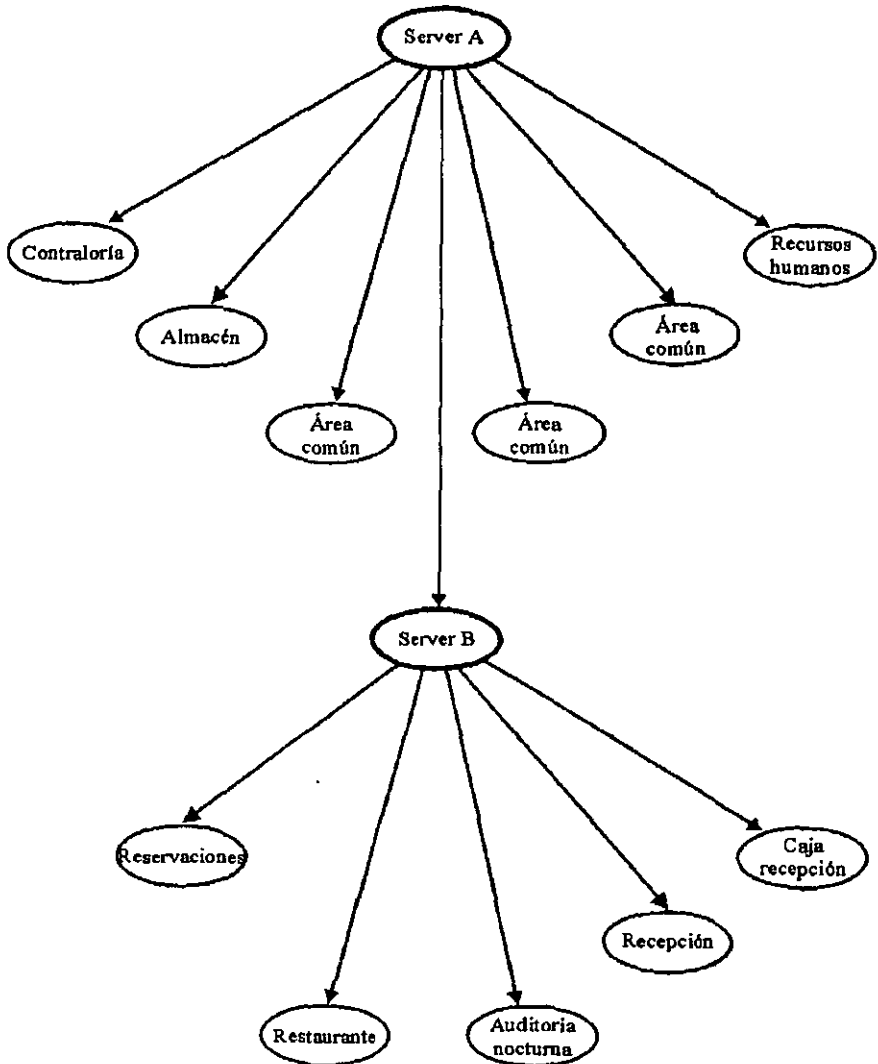 Server A
Contraloría
Recursos
humanos
Almacén
Área
común
Área
común
Área
común
Server B
Reservaciones
Caja
recepción
Recepción
Restaurante
Auditoria
nocturna